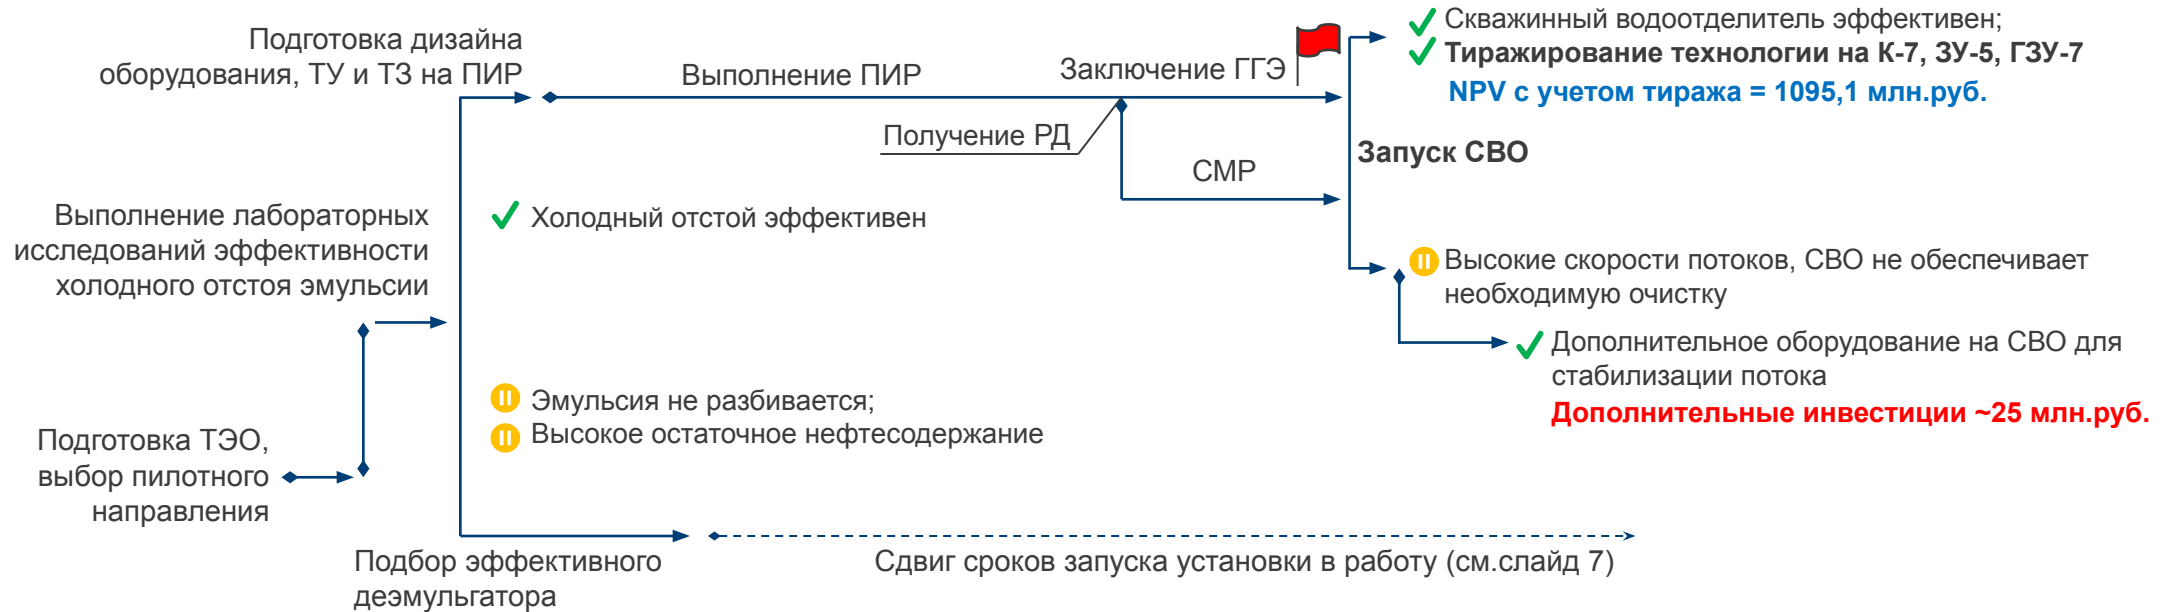 Подготовка дизайна
оборудования, ТУ и ТЗ на ПИР
Выполнение ПИР
Заключение ГГЭ
Скважинный водоотделитель эффективен;
Тиражирование технологии на К-7, ЗУ-5, ГЗУ-7
NPV с учетом тиража = 1095,1 млн.руб.
Получение РД
Запуск СВО
СМР
Выполнение лабораторных
исследований эффективности
холодного отстоя эмульсии
Холодный отстой эффективен
Высокие скорости потоков, СВО не обеспечивает
необходимую очистку
Дополнительное оборудование на СВО для
стабилизации потока
Дополнительные инвестиции ~25 млн.руб.
Эмульсия не разбивается;
Высокое остаточное нефтесодержание
Подготовка ТЭО,
выбор пилотного
направления
Подбор эффективного
деэмульгатора
Сдвиг сроков запуска установки в работу (см.слайд 7)